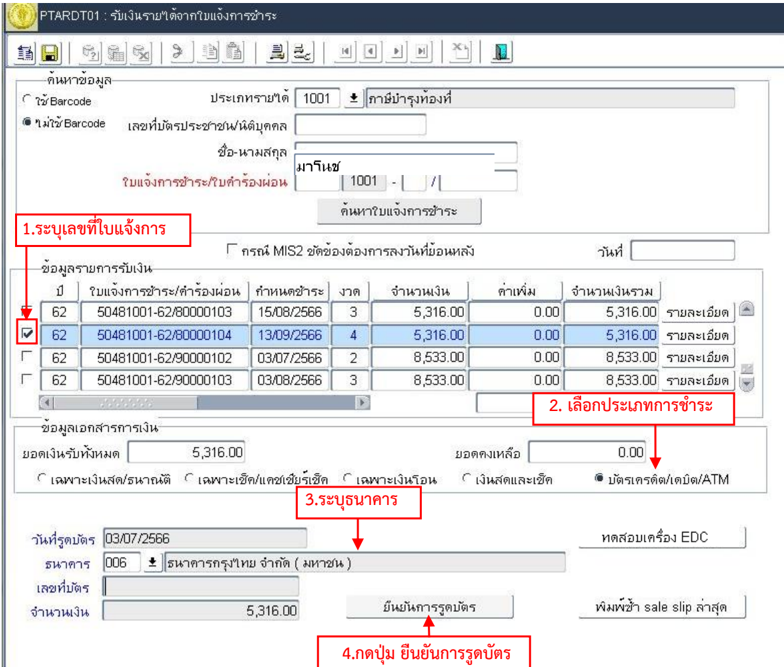 PTARDT01 : รับเงินรายได้จากใบแจ้งการชำระ
ค้นหาข้อมูล
ใช้ Barcode
ประเภทรายได้ 1001 ภาษีบำรุงท้องที่
ไม่ใช้ Barcode
เลขที่บัตรประชาชน/นิติบุคคล
ชื่อ-นามสกุล
มาริเนช
ใบแจ้งการชำระ/ใบคำร้องผ่อน 1001 - /
ค้นหาใบแจ้งการชำระ
1.ระบุเลขที่ใบแจ้งการ
กรณี MIS2 ขัดข้องต้องการลงวันที่ย้อนหลัง วันที่
ข้อมูลรายการรับเงิน
ปี ใบแจ้งการชำระ/คำร้องผ่อน กำหนดชำระ งวด จำนวนเงิน ค่าเพิ่ม จำนวนเงินรวม
62 50481001-62/80000103 15/08/2566 3 5,316.00 0.00 5,316.00 รายละเอียด
62 50481001-62/80000104 13/09/2566 4 5,316.00 0.00 5,316.00 รายละเอียด
62 50481001-62/90000102 03/07/2566 2 8,533.00 0.00 8,533.00 รายละเอียด
62 50481001-62/90000103 03/08/2566 3 8,533.00 0.00 8,533.00 รายละเอียด
2. เลือกประเภทการชำระ
ข้อมูลเอกสารการเงิน
ยอดเงินรับทั้งหมด 5,316.00 ยอดคงเหลือ 0.00
เฉพาะเงินสด/ธนาณัติ เฉพาะเช็ค/แคชเชียร์เช็ค เฉพาะเงินโอน เงินสดและเช็ค บัตรเครดิต/เดบิต/ATM
3.ระบุธนาคาร
วันที่รูดบัตร 03/07/2566 ทดสอบเครื่อง EDC
ธนาคาร 006 ธนาคารกรุงไทย จำกัด ( มหาชน )
เลขที่บัตร
จำนวนเงิน 5,316.00 ยืนยันการรูดบัตร พิมพ์ซ้ำ sale slip ล่าสุด
4.กดปุ่ม ยืนยันการรูดบัตร